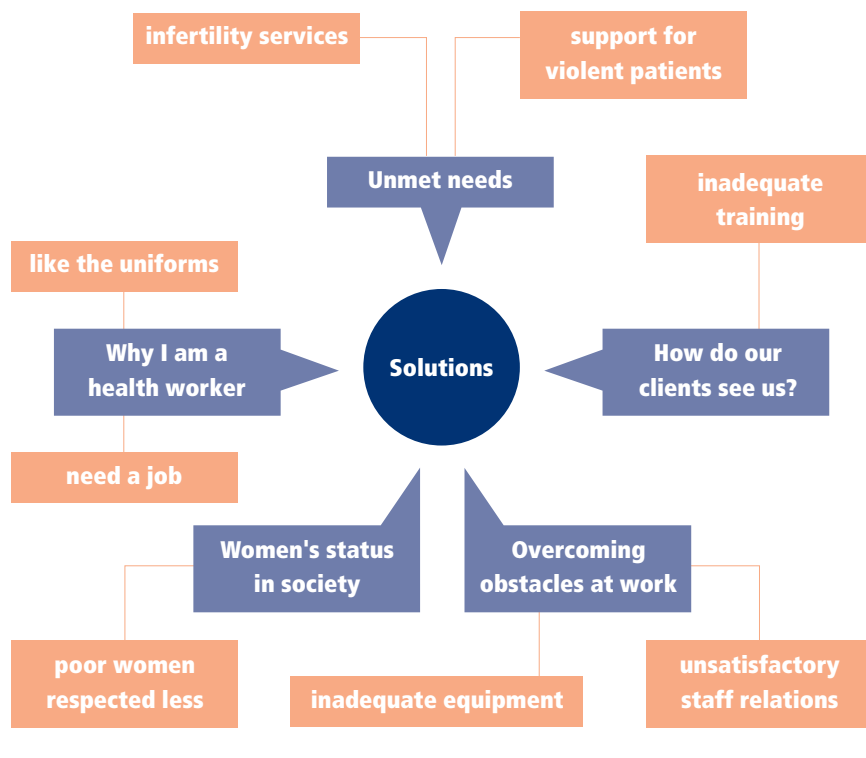 infertility services
support for
violent patients
Unmet needs
inadequate
training
like the uniforms
Why I am a
health worker
Solutions
How do our
clients see us?
need a job
Women's status
in society
Overcoming
obstacles at work
poor women
respected less
inadequate equipment
unsatisfactory
staff relations